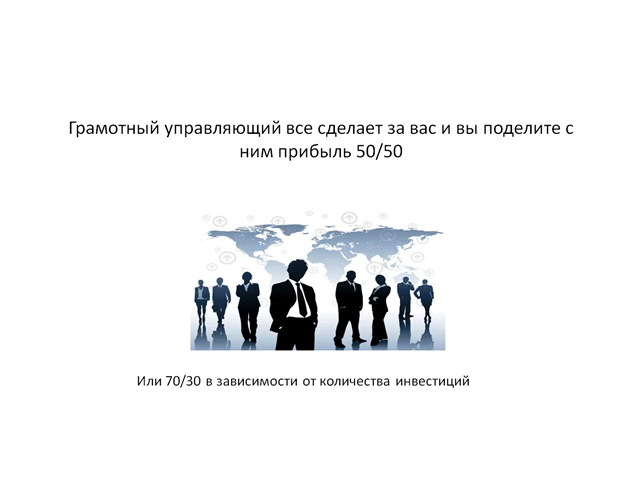 Грамотный управляющий все сделает за вас и вы поделите с
ним прибыль 50/50
Или 70/30 в зависимости от количества инвестиций